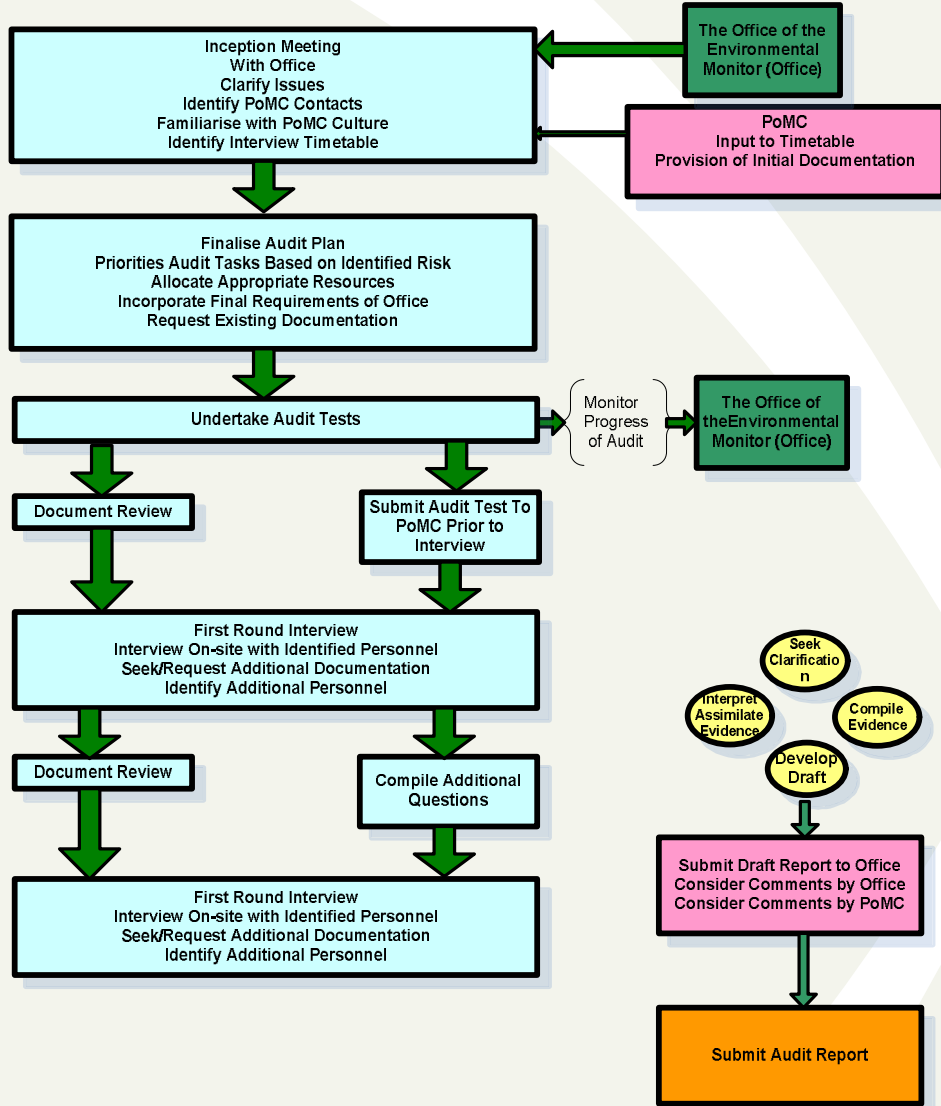 Inception Meeting
With Office
Clarify Issues
Identify PoMC Contacts
Familiarise with PoMC Culture
Identify Interview Timetable
The Office of the
Environmental
Monitor (Office)
PoMC
Input to Timetable
Provision of Initial Documentation
Finalise Audit Plan
Priorities Audit Tasks Based on Identified Risk
Allocate Appropriate Resources
Incorporate Final Requirements of Office
Request Existing Documentation
Undertake Audit Tests
Monitor
Progress
of Audit
The Office of
theEnvironmental
Monitor (Office)
Document Review
Submit Audit Test To
PoMC Prior to
Interview
First Round Interview
Interview On-site with Identified Personnel
Seek/Request Additional Documentation
Identify Additional Personnel
Document Review
Compile Additional
Questions
First Round Interview
Interview On-site with Identified Personnel
Seek/Request Additional Documentation
Identify Additional Personnel
Seek
Clarificatio
n
Interpret
Assimilate
Evidence
Compile
Evidence
Develop
Draft
Submit Draft Report to Office
Consider Comments by Office
Consider Comments by PoMC
Submit Audit Report